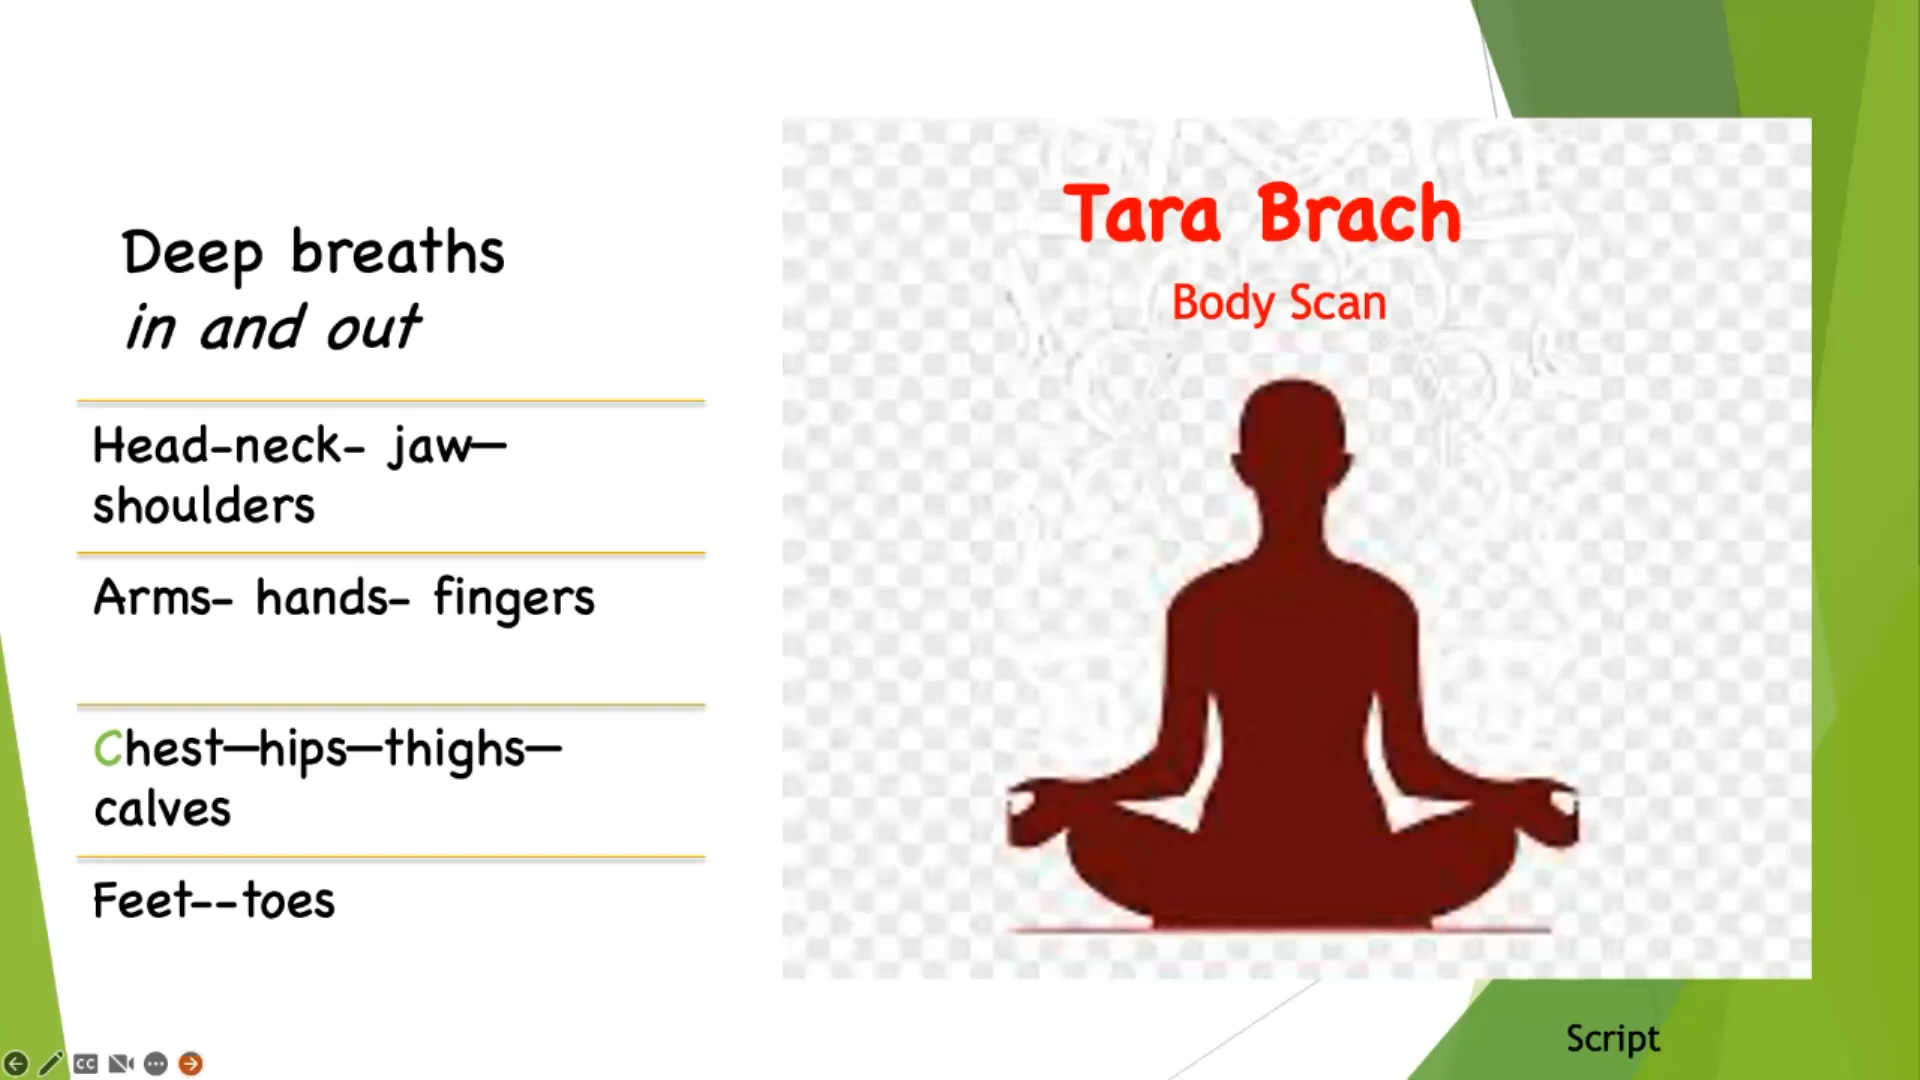 Deep breaths
in and out
Head-neck- jaw—
shoulders
Arms- hands- fingers
Chest—hips—thighs—
calves
Feet--toes
Tara Brach
Body Scan
Script
CC